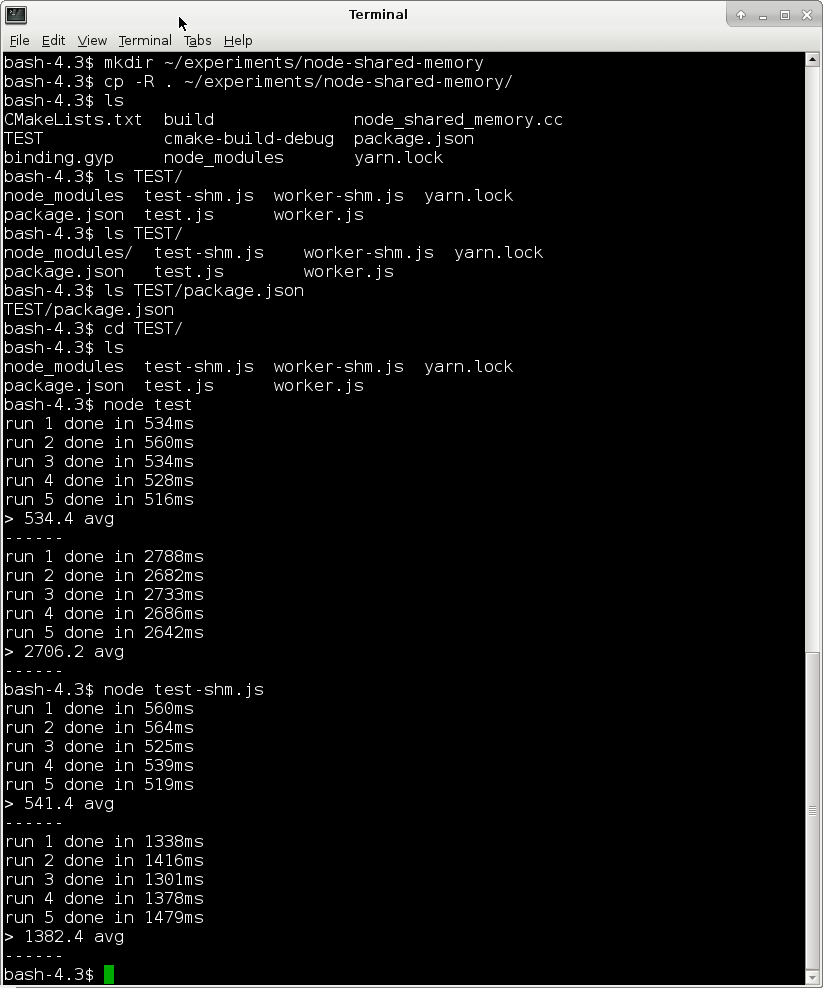 Terminal
File Edit View Terminal Tabs Help
bash-4.3$ mkdir ~/experiments/node-shared-memory
bash-4.3$ cp -R . ~/experiments/node-shared-memory/
bash-4.3$ ls
CMakeLists.txt  build              node_shared_memory.cc
TEST            cmake-build-debug  package.json
binding.gyp     node_modules       yarn.lock
bash-4.3$ ls TEST/
node_modules  test-shm.js  worker-shm.js  yarn.lock
package.json  test.js      worker.js
bash-4.3$ ls TEST/
node_modules/  test-shm.js    worker-shm.js  yarn.lock
package.json   test.js        worker.js
bash-4.3$ ls TEST/package.json
TEST/package.json
bash-4.3$ cd TEST/
bash-4.3$ ls
node_modules  test-shm.js  worker-shm.js  yarn.lock
package.json  test.js      worker.js
bash-4.3$ node test
run 1 done in 534ms
run 2 done in 560ms
run 3 done in 534ms
run 4 done in 528ms
run 5 done in 516ms
> 534.4 avg
------
run 1 done in 2788ms
run 2 done in 2682ms
run 3 done in 2733ms
run 4 done in 2686ms
run 5 done in 2642ms
> 2706.2 avg
------
bash-4.3$ node test-shm.js
run 1 done in 560ms
run 2 done in 564ms
run 3 done in 525ms
run 4 done in 539ms
run 5 done in 519ms
> 541.4 avg
------
run 1 done in 1338ms
run 2 done in 1416ms
run 3 done in 1301ms
run 4 done in 1378ms
run 5 done in 1479ms
> 1382.4 avg
------
bash-4.3$